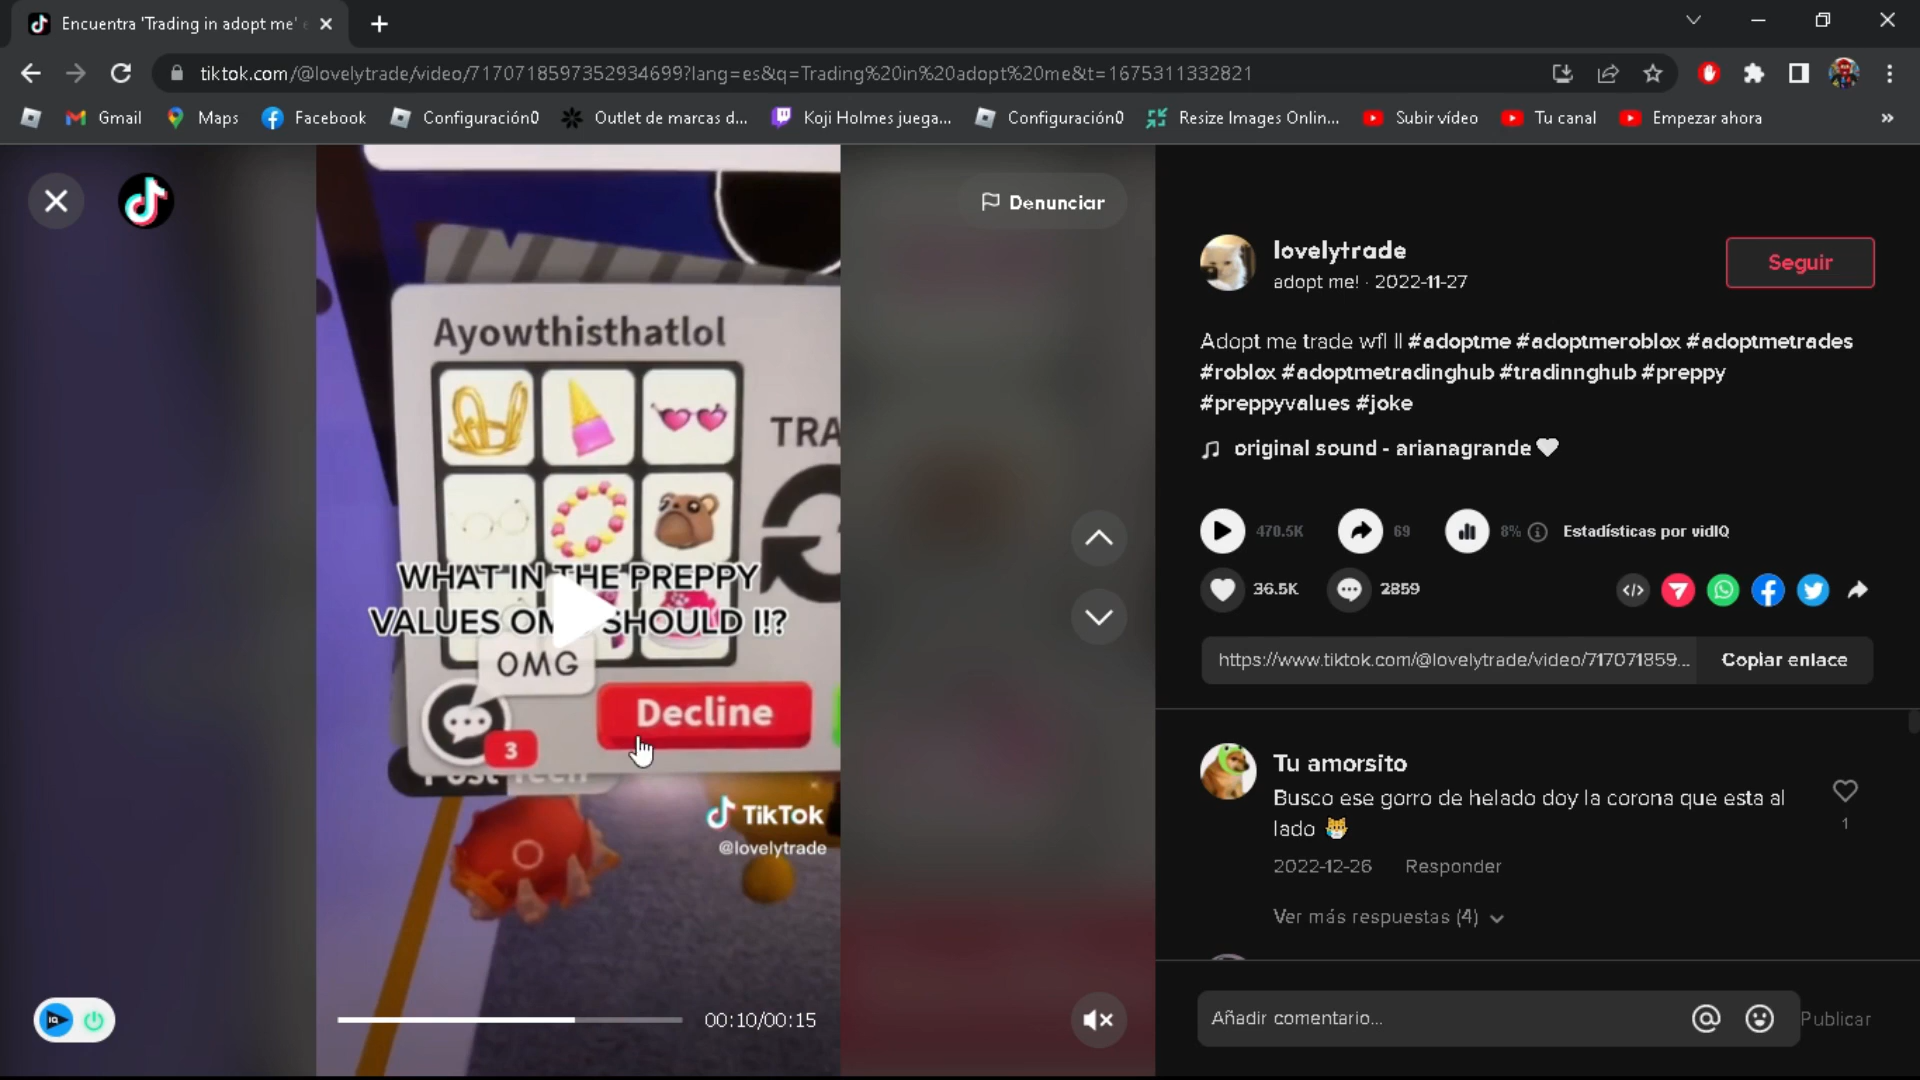 Encuentra 'Trading in adopt me'
tiktok.com/@lovelytrade/video/7170718597352934699?lang=es&q=Trading%20in%20adopt%20me&t=1675311332821
Gmail
Maps
Facebook
Configuración0
Outlet de marcas d...
Koji Holmes juega...
Configuración0
Resize Images Onlin...
Subir vídeo
Tu canal
Empezar ahora
»
Denunciar
Ayowthisthatlol
TRA
WHAT IN THE PREPPY
VALUES OMG SHOULD I!?
OMG
Decline
3
TikTok
@lovelytrade
00:10/00:15
lovelytrade
adopt me! · 2022-11-27
Seguir
Adopt me trade wfl ll #adoptme #adoptmeroblox #adoptmetrades
#roblox #adoptmetradinghub #tradinnghub #preppy
#preppyvalues #joke
original sound - arianagrande🤍
470.5K
69
8%
Estadísticas por vidIQ
36.5K
2859
https://www.tiktok.com/@lovelytrade/video/717071859...
Copiar enlace
Tu amorsito
Busco ese gorro de helado doy la corona que esta al
lado 😹
1
2022-12-26
Responder
Ver más respuestas (4)
Añadir comentario...
Publicar